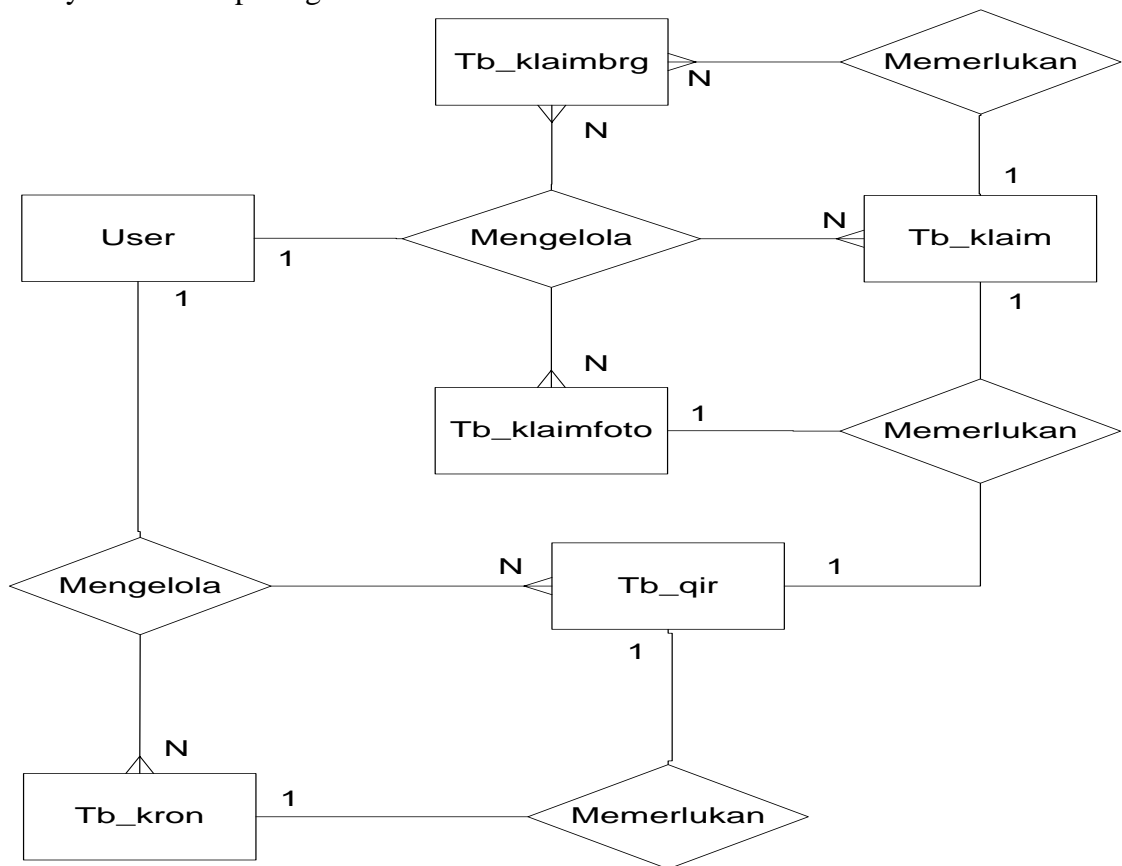 Tb_klaimbrg
Memerlukan
N
N
1
User
Mengelola
N
Tb_klaim
1
1
1
N
Tb_klaimfoto
1
Memerlukan
Mengelola
N
Tb_qir
1
1
N
Tb_kron
1
Memerlukan